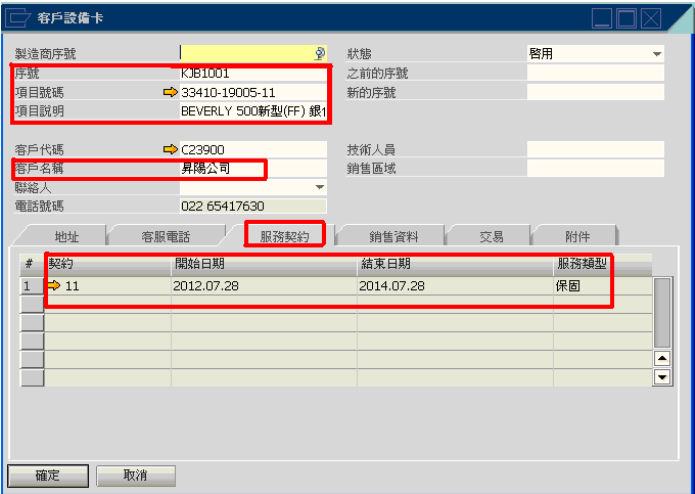 客戶設備卡
製造商序號 狀態 啓用
序號 KJB1001 之前的序號
項目號碼 33410-19005-11 新的序號
項目說明 BEVERLY 500新型(FF) 銀
客戶代碼 C23900 技術人員
客戶名稱 昇陽公司 銷售區域
聯絡人
電話號碼 022 65417630
地址 客服電話 服務契約 銷售資料 交易 附件
# 契約 開始日期 結束日期 服務類型
1 11 2012.07.28 2014.07.28 保固
確定 取消